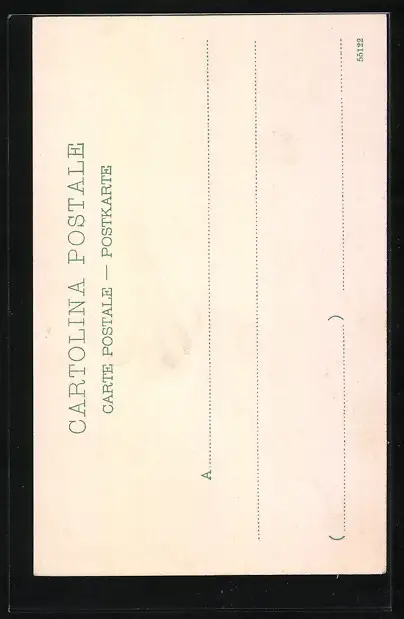 CARTOLINA POSTALE
CARTE POSTALE — POSTKARTE
A
( )
55122